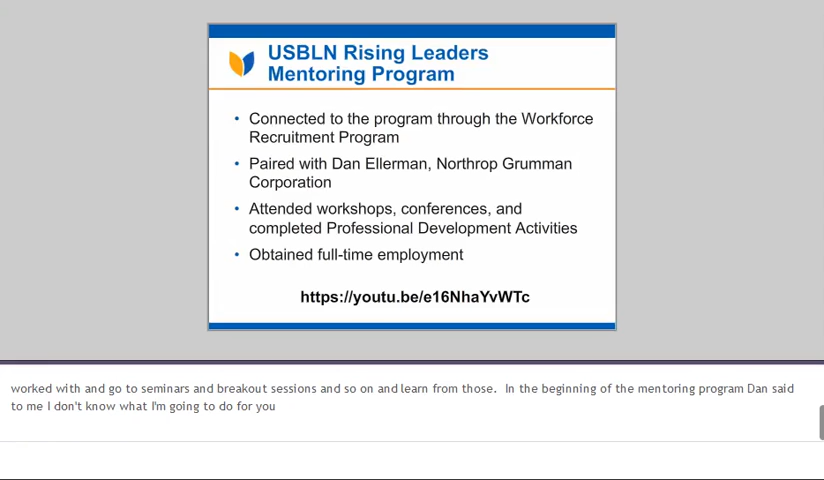 USBLN Rising Leaders
Mentoring Program
• Connected to the program through the Workforce
Recruitment Program
• Paired with Dan Ellerman, Northrop Grumman
Corporation
• Attended workshops, conferences, and
completed Professional Development Activities
• Obtained full-time employment
https://youtu.be/e16NhaYvWTc
worked with and go to seminars and breakout sessions and so on and learn from those.  In the beginning of the mentoring program Dan said
to me I don't know what I'm going to do for you